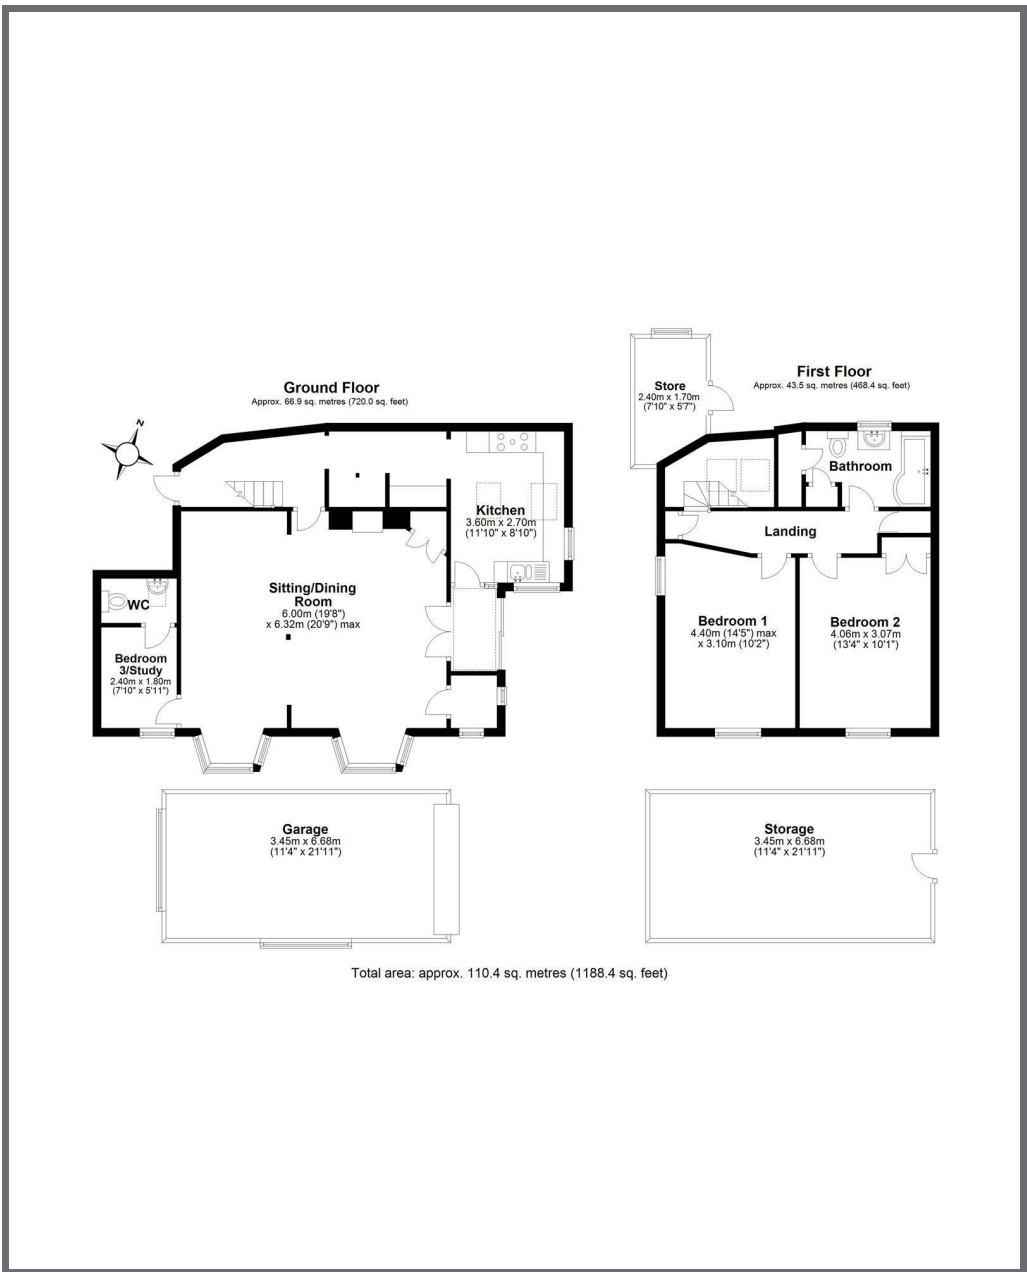 Ground Floor
Approx. 66.9 sq. metres (720.0 sq. feet)
N
Kitchen
3.60m x 2.70m
(11'10" x 8'10")
Sitting/Dining
Room
6.00m (19'8")
x 6.32m (20'9") max
WC
Bedroom
3/Study
2.40m x 1.80m
(7'10" x 5'11")
First Floor
Approx. 43.5 sq. metres (468.4 sq. feet)
Store
2.40m x 1.70m
(7'10" x 5'7")
Bathroom
Landing
Bedroom 1
4.40m (14'5") max
x 3.10m (10'2")
Bedroom 2
4.06m x 3.07m
(13'4" x 10'1")
Garage
3.45m x 6.68m
(11'4" x 21'11")
Storage
3.45m x 6.68m
(11'4" x 21'11")
Total area: approx. 110.4 sq. metres (1188.4 sq. feet)